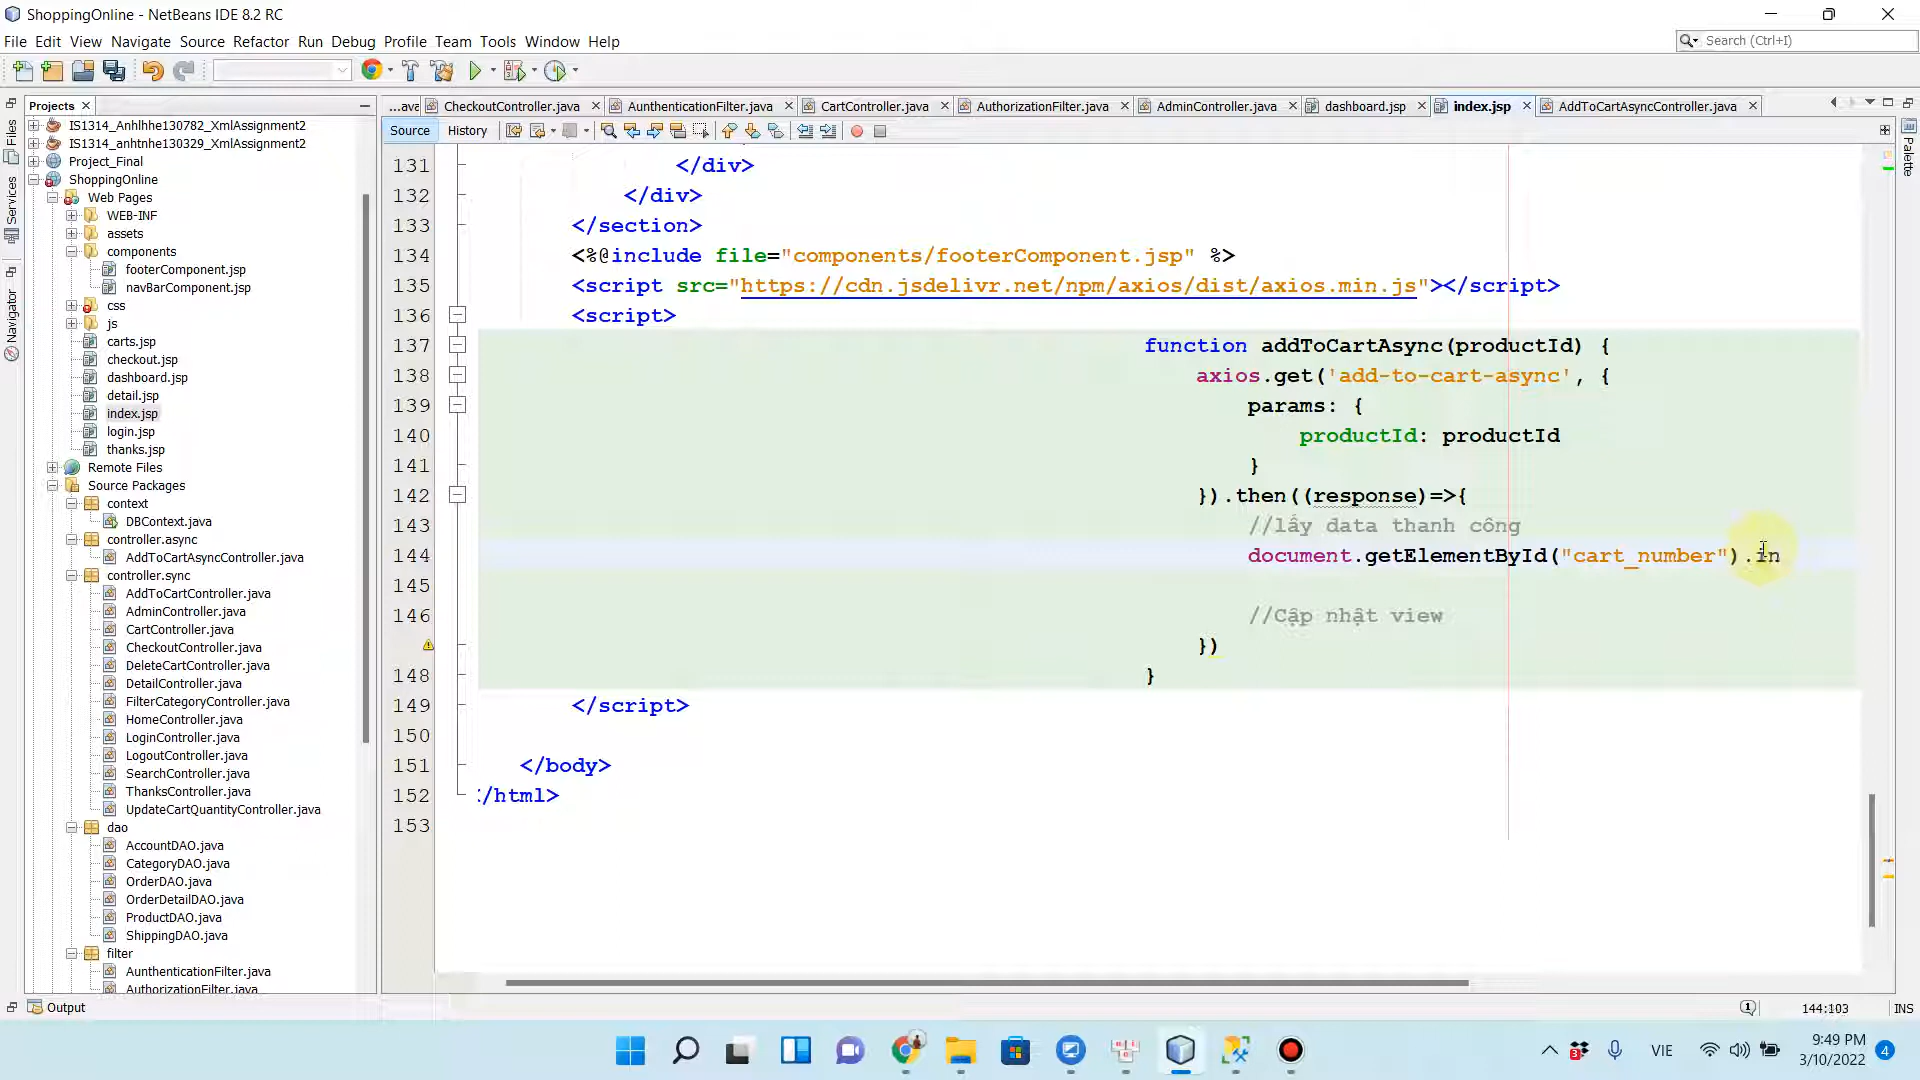 ShoppingOnline - NetBeans IDE 8.2 RC
File Edit View Navigate Source Refactor Run Debug Profile Team Tools Window Help
Search (Ctrl+I)
Projects
...ava CheckoutController.java AunthenticationFilter.java CartController.java AuthorizationFilter.java AdminController.java dashboard.jsp index.jsp AddToCartAsyncController.java
Source History
Files
Services
Navigator
Palette
IS1314_Anhlhhe130782_XmlAssignment2
IS1314_anhtnhe130329_XmlAssignment2
Project_Final
ShoppingOnline
Web Pages
WEB-INF
assets
components
footerComponent.jsp
navBarComponent.jsp
css
js
carts.jsp
checkout.jsp
dashboard.jsp
detail.jsp
index.jsp
login.jsp
thanks.jsp
Remote Files
Source Packages
context
DBContext.java
controller.async
AddToCartAsyncController.java
controller.sync
AddToCartController.java
AdminController.java
CartController.java
CheckoutController.java
DeleteCartController.java
DetailController.java
FilterCategoryController.java
HomeController.java
LoginController.java
LogoutController.java
SearchController.java
ThanksController.java
UpdateCartQuantityController.java
dao
AccountDAO.java
CategoryDAO.java
OrderDAO.java
OrderDetailDAO.java
ProductDAO.java
ShippingDAO.java
filter
AunthenticationFilter.java
AuthorizationFilter.java
131 </div>
132 </div>
133 </section>
134 <%@include file="components/footerComponent.jsp" %>
135 <script src="https://cdn.jsdelivr.net/npm/axios/dist/axios.min.js"></script>
136 <script>
137 function addToCartAsync(productId) {
138 axios.get('add-to-cart-async', {
139 params: {
140 productId: productId
141 }
142 }).then((response)=>{
143 //lấy data thanh công
144 document.getElementById("cart_number").in
145
146 //Cập nhật view
})
148 }
149 </script>
150
151 </body>
152 </html>
153
Output
144:103 INS
VIE
9:49 PM
3/10/2022
4